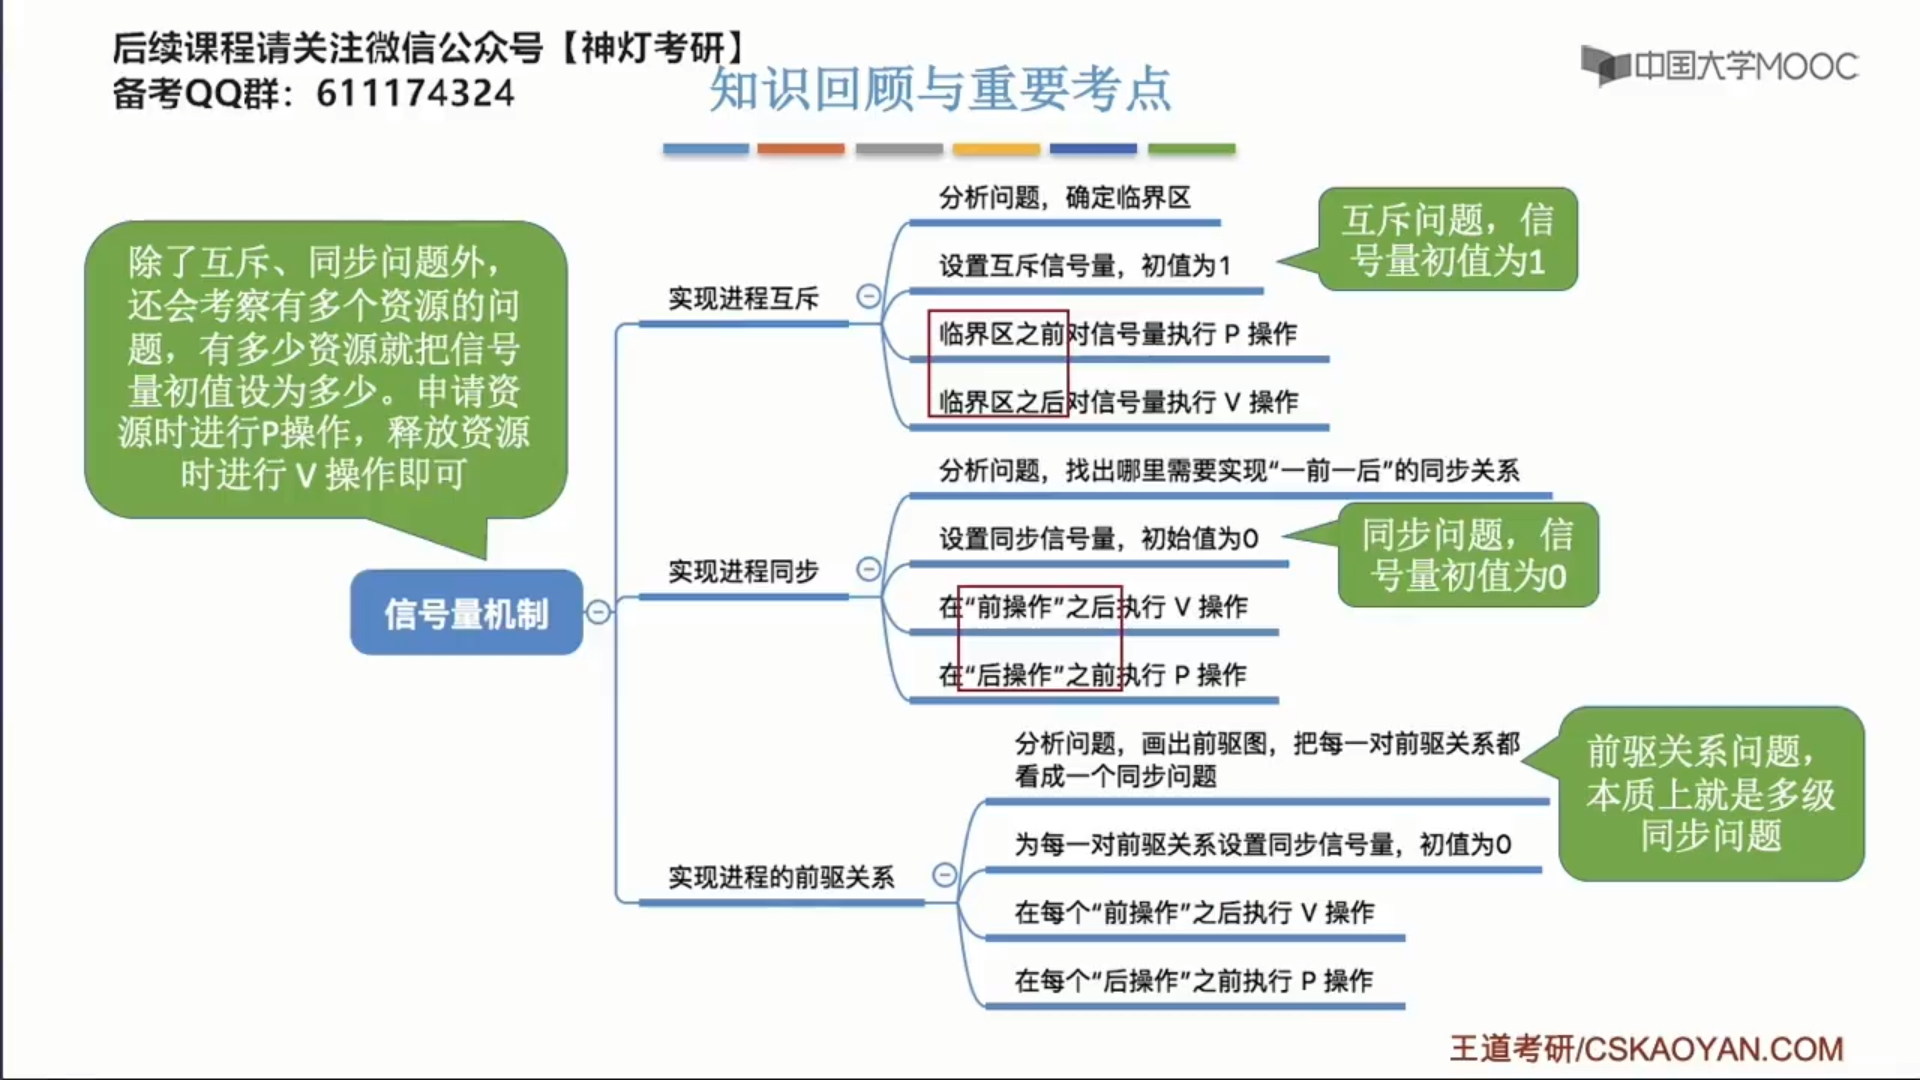 后续课程请关注微信公众号【神灯考研】
备考QQ群：611174324
知识回顾与重要考点
中国大学MOOC
除了互斥、同步问题外，
还会考察有多个资源的问
题，有多少资源就把信号
量初值设为多少。申请资
源时进行P操作，释放资源
时进行 V 操作即可
信号量机制
实现进程互斥
分析问题，确定临界区
设置互斥信号量，初值为1
临界区之前对信号量执行 P 操作
临界区之后对信号量执行 V 操作
互斥问题，信
号量初值为1
实现进程同步
分析问题，找出哪里需要实现“一前一后”的同步关系
设置同步信号量，初始值为0
在“前操作”之后执行 V 操作
在“后操作”之前执行 P 操作
同步问题，信
号量初值为0
实现进程的前驱关系
分析问题，画出前驱图，把每一对前驱关系都
看成一个同步问题
为每一对前驱关系设置同步信号量，初值为0
在每个“前操作”之后执行 V 操作
在每个“后操作”之前执行 P 操作
前驱关系问题，
本质上就是多级
同步问题
王道考研/CSKAOYAN.COM